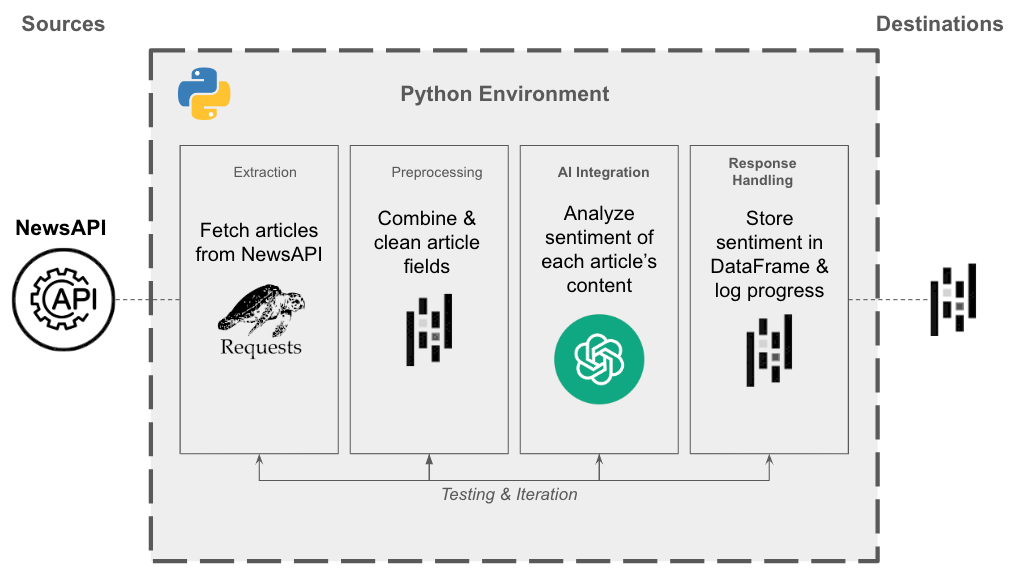 Sources
Destinations
Python Environment
Extraction
Fetch articles
from NewsAPI
Requests
Preprocessing
Combine &
clean article
fields
AI Integration
Analyze
sentiment of
each article's
content
Response
Handling
Store
sentiment in
DataFrame &
log progress
NewsAPI
API
Testing & Iteration